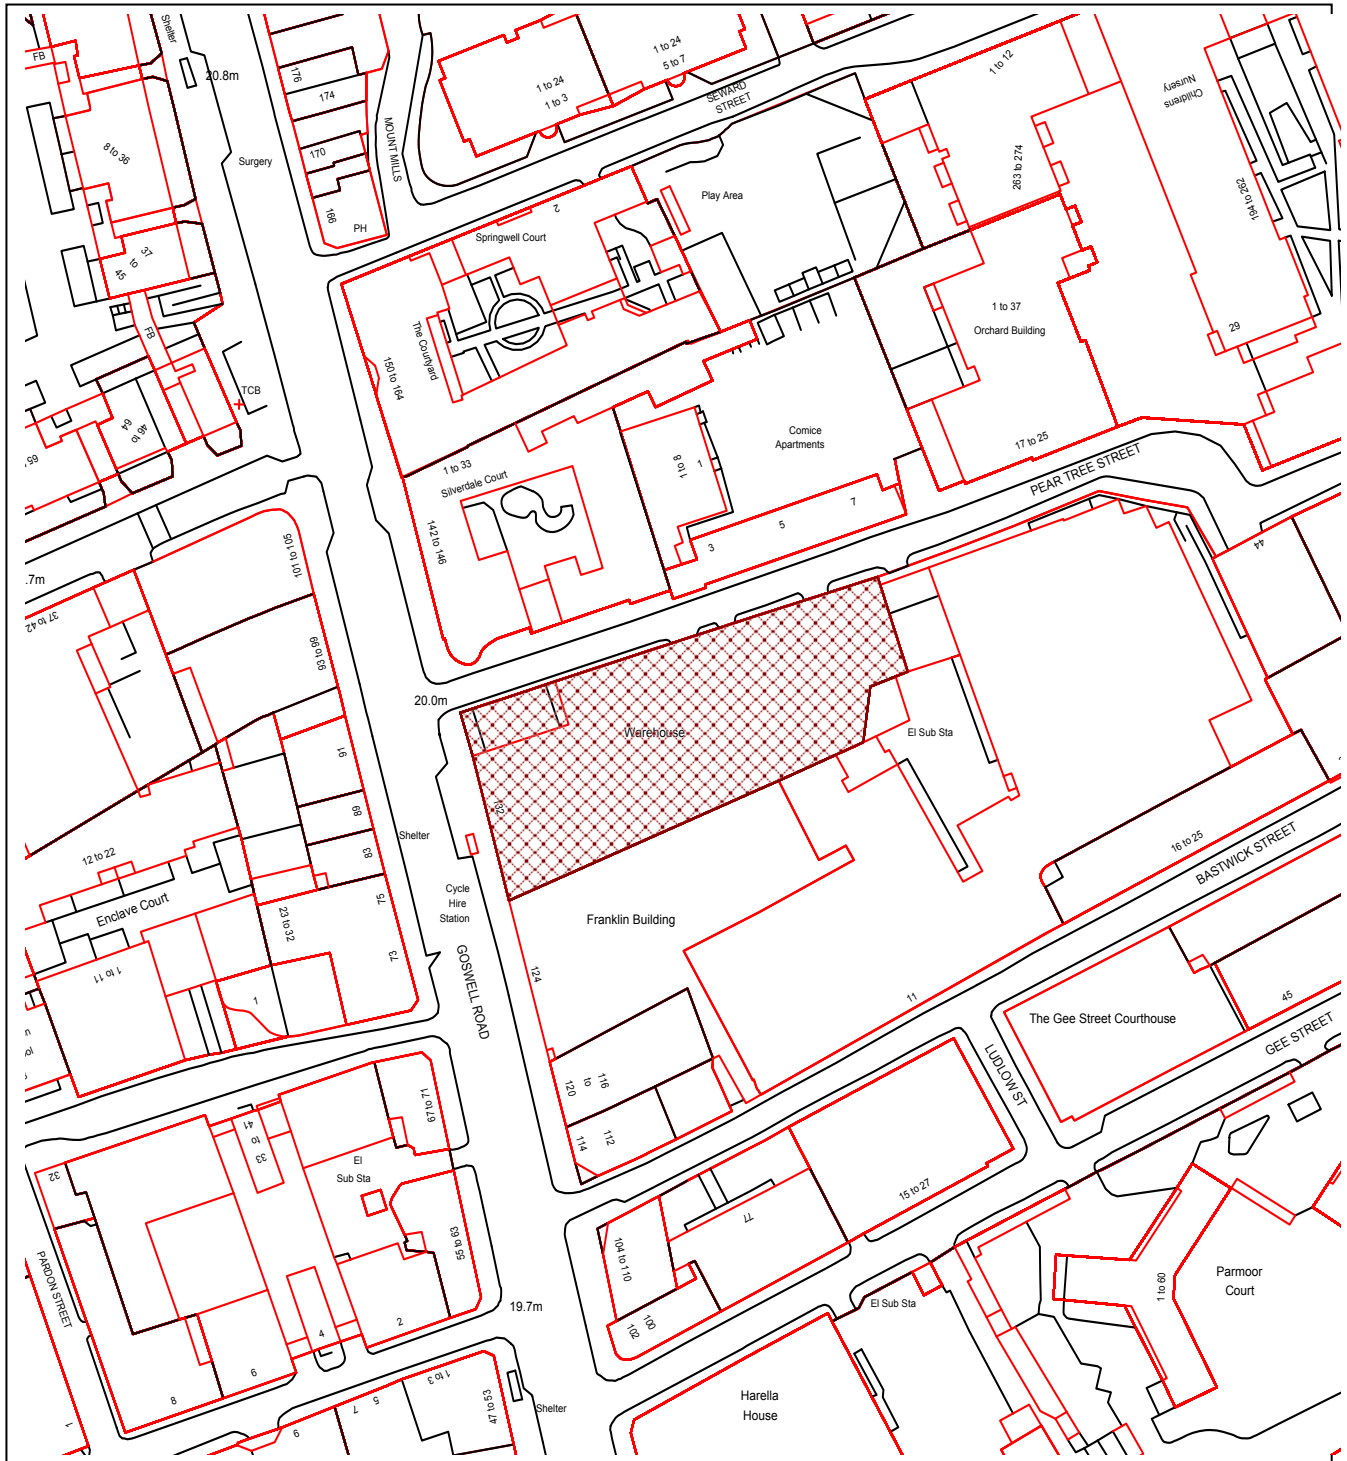 Shelter
FB
20.8m
8 to 36
Surgery
176
174
170
166
PH
MOUNT MILLS
1 to 24
1 to 3
1 to 24
5 to 7
SEWARD
STREET
1 to 12
Childrens
Nursery
263 to 274
194 to 262
29
Play Area
2
Springwell Court
The Courtyard
150 to 164
37
to
45
FB
TCB
46 to
64
65
1 to 37
Orchard Building
17 to 25
Comice
Apartments
1 to 8
1
3
5
7
1 to 33
Silverdale Court
142 to 146
PEAR TREE STREET
44
.7m
37 to 42
101 to 105
93 to 99
20.0m
Warehouse
132
El Sub Sta
91
89
83
75
73
Shelter
Cycle
Hire
Station
12 to 22
Enclave Court
23 to 32
1 to 11
1
GOSWELL ROAD
Franklin Building
124
16 to 25
BASTWICK STREET
11
The Gee Street Courthouse
45
GEE STREET
LUDLOW ST
116
to
120
112
114
67 to 71
41
to
33
El
Sub Sta
32
55 to 63
PARDON STREET
15 to 27
77
104 to 110
100
102
19.7m
El Sub Sta
1 to 60
Parmoor
Court
2
4
9
8
1
1 to 3
5
7
9
47 to 53
Shelter
Harella
House